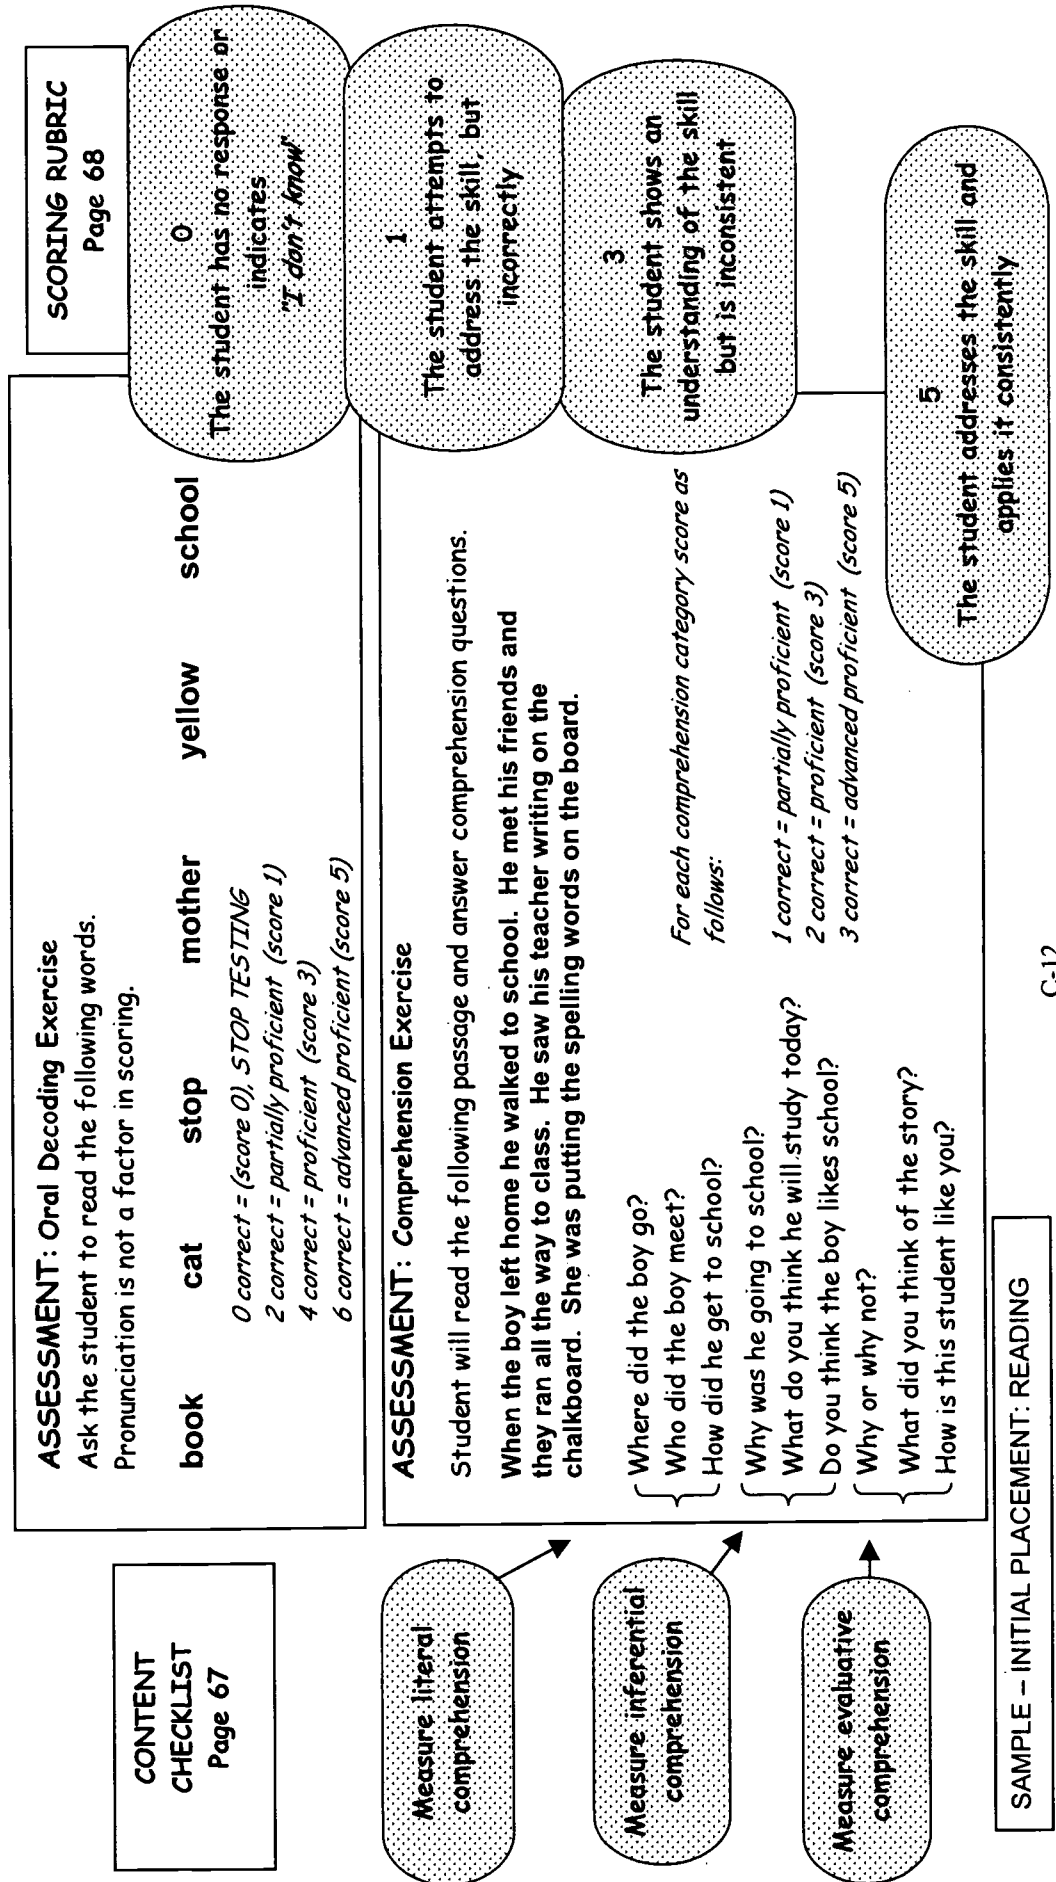 CONTENT
CHECKLIST
Page 67
SCORING RUBRIC
Page 68
ASSESSMENT: Oral Decoding Exercise
Ask the student to read the following words.
Pronunciation is not a factor in scoring.
book cat stop mother yellow school
0 correct = (score 0), STOP TESTING
2 correct = partially proficient (score 1)
4 correct = proficient (score 3)
6 correct = advanced proficient (score 5)
0
The student has no response or
indicates
"I don't know"
1
The student attempts to
address the skill, but
incorrectly
3
The student shows an
understanding of the skill
but is inconsistent
5
The student addresses the skill and
applies it consistently
ASSESSMENT: Comprehension Exercise
Student will read the following passage and answer comprehension questions.
When the boy left home he walked to school. He met his friends and
they ran all the way to class. He saw his teacher writing on the
chalkboard. She was putting the spelling words on the board.
Measure literal
comprehension
Where did the boy go?
Who did the boy meet?
How did he get to school?
Measure inferential
comprehension
Why was he going to school?
What do you think he will study today?
Do you think the boy likes school?
Measure evaluative
comprehension
Why or why not?
What did you think of the story?
How is this student like you?
For each comprehension category score as
follows:
1 correct = partially proficient (score 1)
2 correct = proficient (score 3)
3 correct = advanced proficient (score 5)
SAMPLE – INITIAL PLACEMENT: READING
C-12